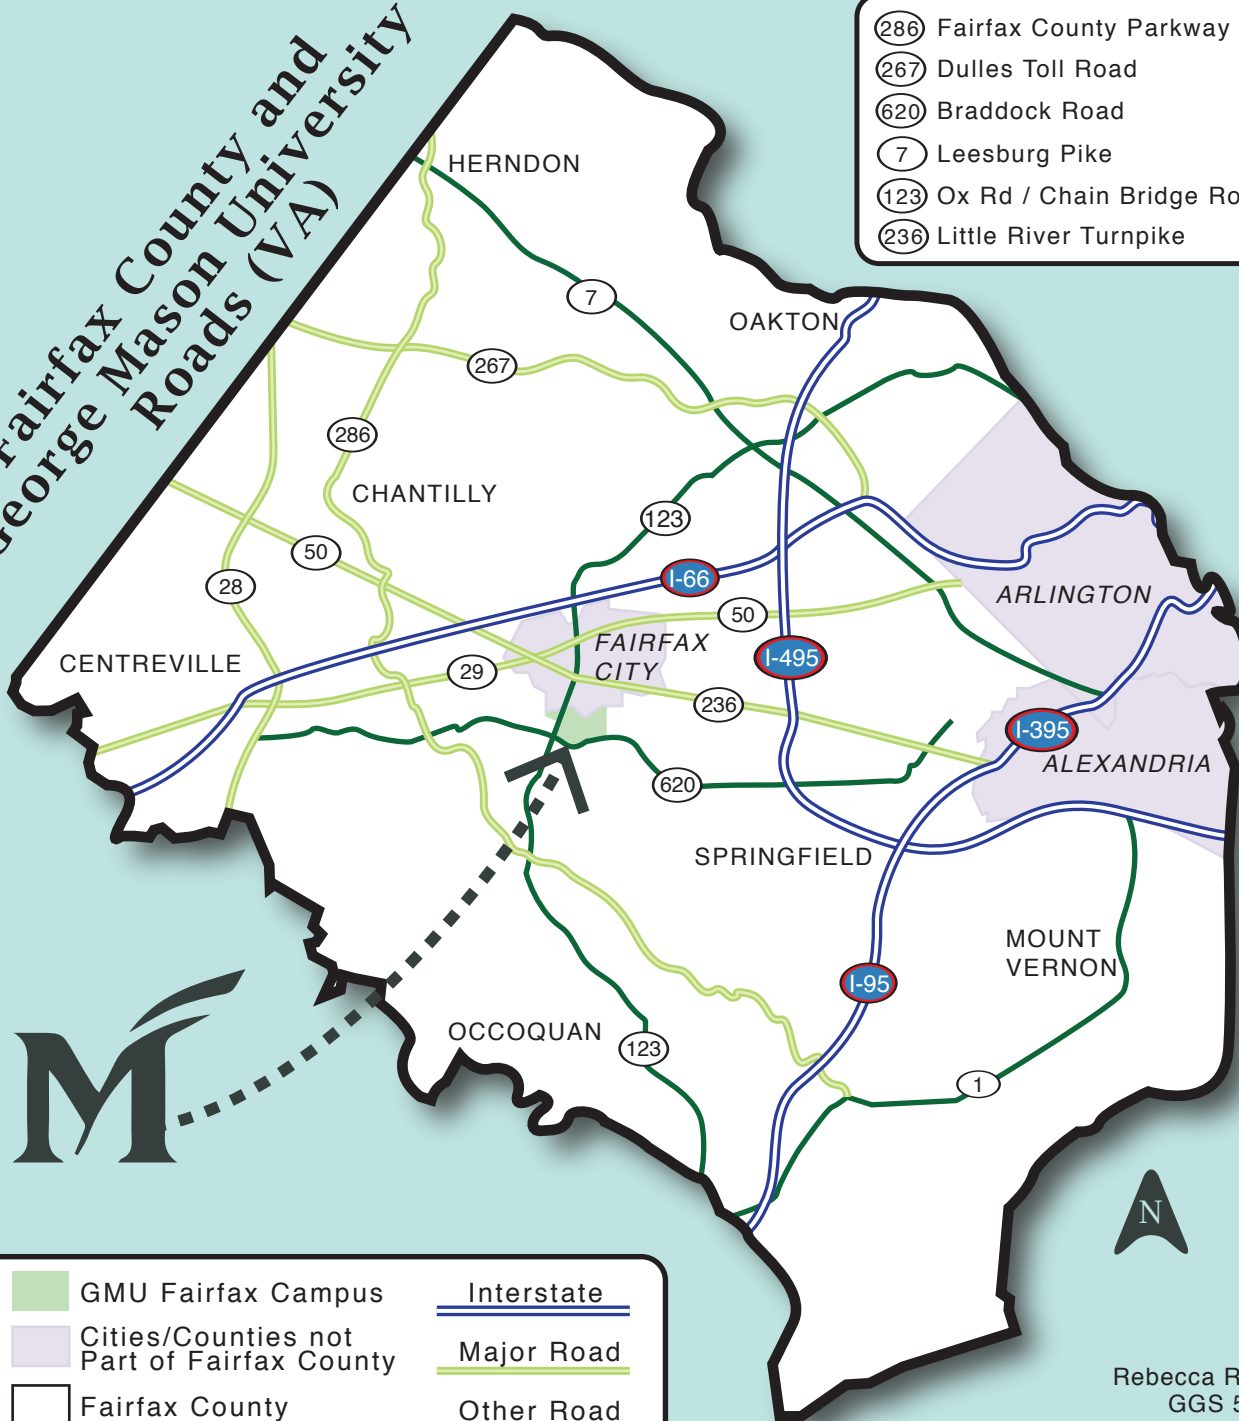 Fairfax County and
George Mason University
Roads (VA)
286 Fairfax County Parkway
267 Dulles Toll Road
620 Braddock Road
7 Leesburg Pike
123 Ox Rd / Chain Bridge Ro
236 Little River Turnpike
HERNDON
7
OAKTON
267
286
CHANTILLY
123
50
I-66
28
ARLINGTON
50
FAIRFAX
CITY
I-495
CENTREVILLE
29
236
I-395
ALEXANDRIA
620
SPRINGFIELD
MOUNT
VERNON
I-95
OCCOQUAN
123
1
M
N
GMU Fairfax Campus
Cities/Counties not
Part of Fairfax County
Fairfax County
Interstate
Major Road
Other Road
Rebecca R
GGS 5